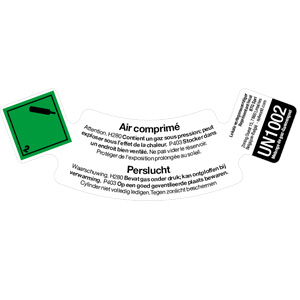 2
Air comprimé
Attention, H280 Contient un gaz sous pression; peut
exploser sous l'effet de la chaleur. P403 Stocker dans
un endroit bien ventilé. Ne pas vider le réservoir.
Protéger de l'exposition prolongée au soleil.
Perslucht
Waarschuwing, H280 Bevat gas onder druk; kan ontploffen bij
verwarming. P403 Op een goed geventileerde plaats bewaren.
Cylinder niet volledig ledigen. Tegen zonlicht beschermen
UN1002